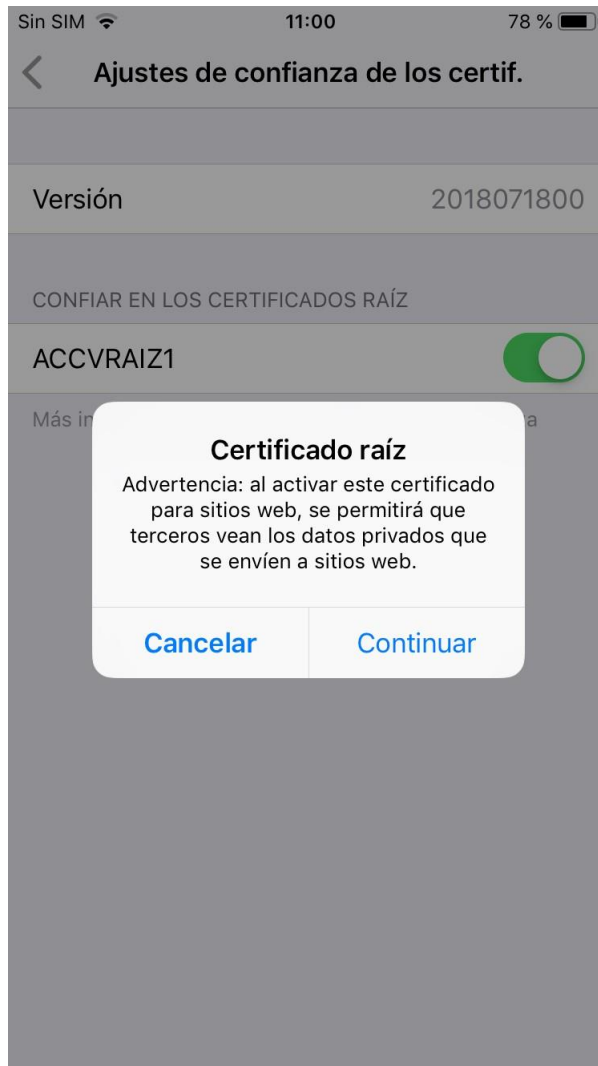 Sin SIM 11:00 78 %
Ajustes de confianza de los certif.
Versión 2018071800
CONFIAR EN LOS CERTIFICADOS RAÍZ
ACCVRAIZ1
Más in
Certificado raíz
Advertencia: al activar este certificado
para sitios web, se permitirá que
terceros vean los datos privados que
se envíen a sitios web.
Cancelar Continuar